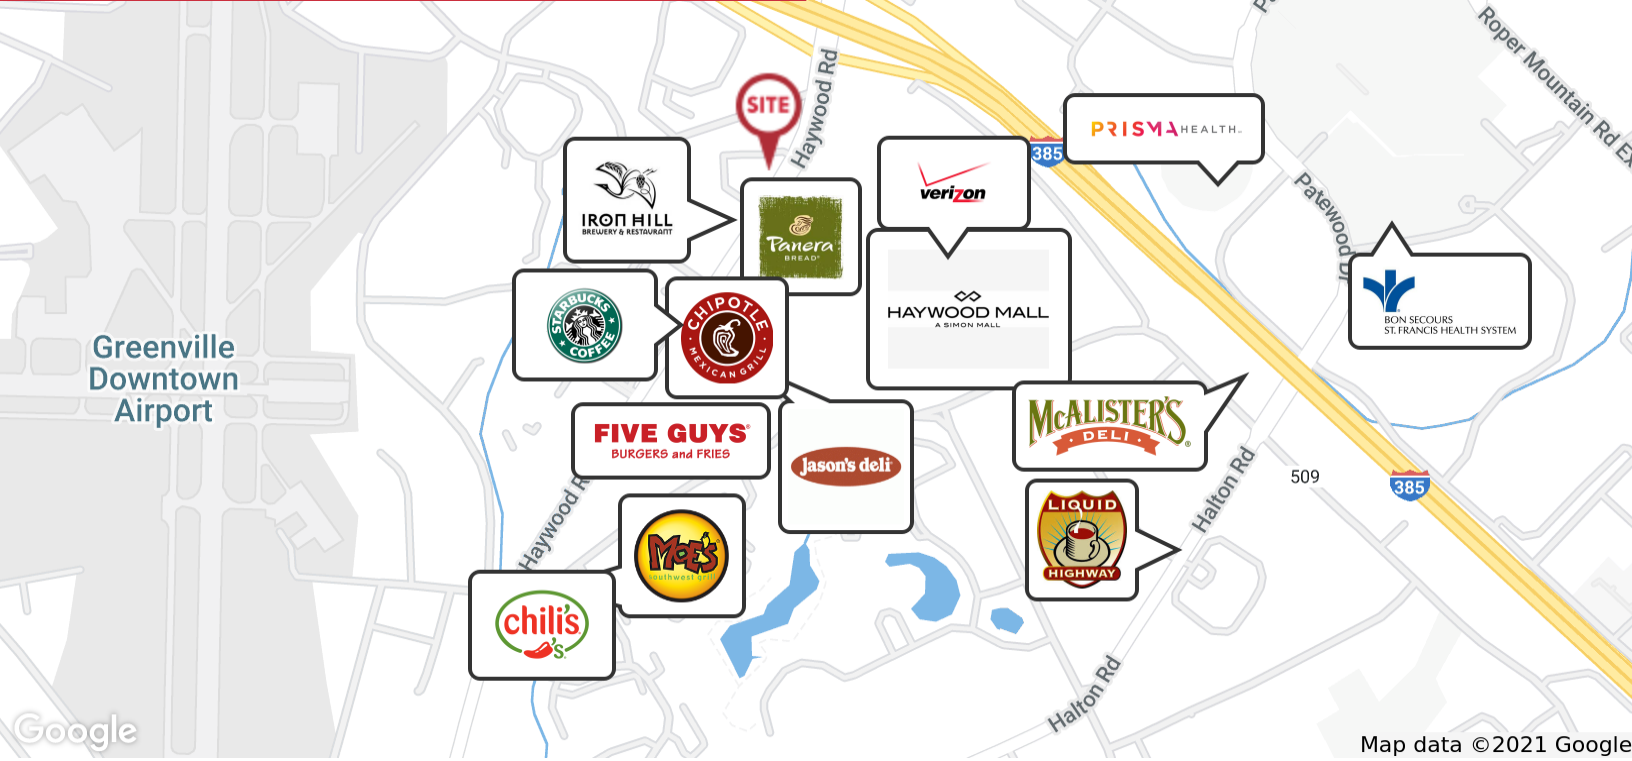 Roper Mountain Rd Ex
Haywood Rd
SITE
385
PRISMA HEALTH
Patewood Dr
IRON HILL
BREWERY & RESTAURANT
verizon
Panera
BREAD
HAYWOOD MALL
A SIMON MALL
BON SECOURS
ST. FRANCIS HEALTH SYSTEM
STARBUCKS
COFFEE
CHIPOTLE
MEXICAN GRILL
Greenville
Downtown
Airport
McALISTER'S
DELI
FIVE GUYS
BURGERS and FRIES
Jason's deli
Halton Rd
509
385
Haywood R
LIQUID
HIGHWAY
MOE'S
southwest grill
chili's
's.
Halton Rd
Google
Map data ©2021 Google